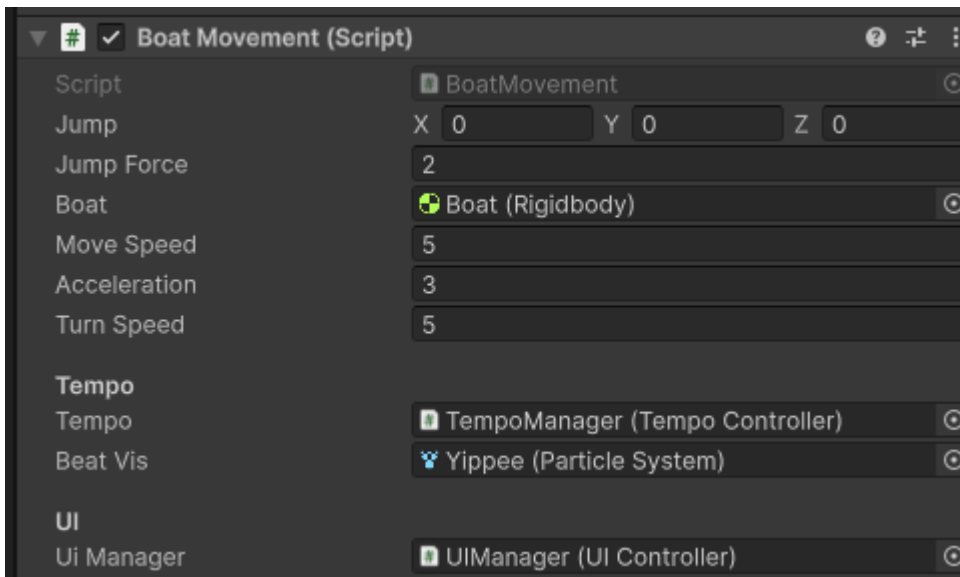 Boat Movement (Script)
Script BoatMovement
Jump X 0 Y 0 Z 0
Jump Force 2
Boat Boat (Rigidbody)
Move Speed 5
Acceleration 3
Turn Speed 5
Tempo
Tempo TempoManager (Tempo Controller)
Beat Vis Yippee (Particle System)
UI
Ui Manager UIManager (UI Controller)